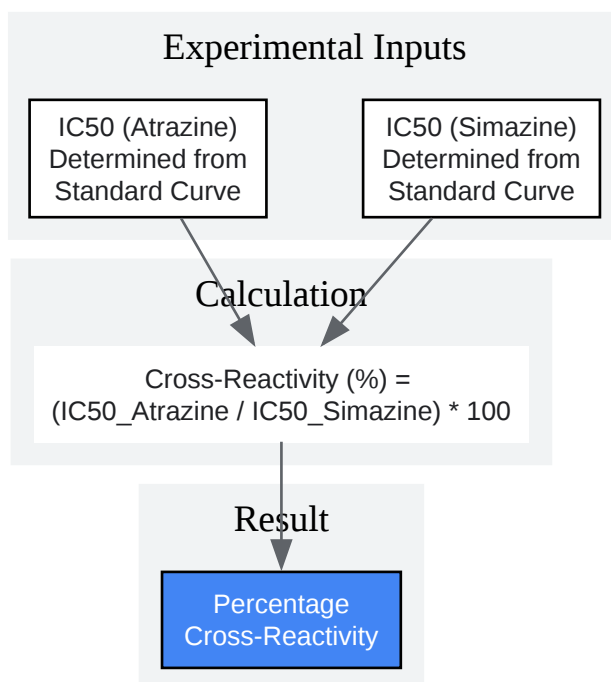 Experimental Inputs
IC50 (Atrazine)
Determined from
Standard Curve
IC50 (Simazine)
Determined from
Standard Curve
Calculation
Cross-Reactivity (%) =
(IC50_Atrazine / IC50_Simazine) * 100
Result
Percentage
Cross-Reactivity